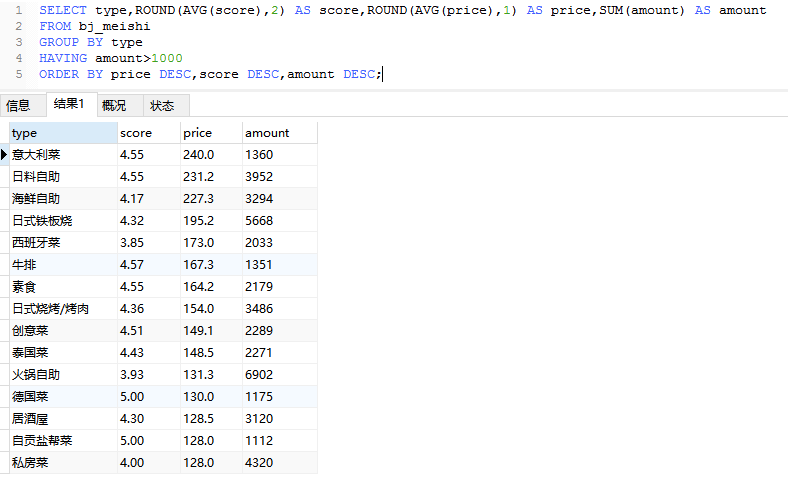 1 SELECT type,ROUND(AVG(score),2) AS score,ROUND(AVG(price),1) AS price,SUM(amount) AS amount
2 FROM bj_meishi
3 GROUP BY type
4 HAVING amount>1000
5 ORDER BY price DESC,score DESC,amount DESC;
信息 结果1 概况 状态
type score price amount
意大利菜 4.55 240.0 1360
日料自助 4.55 231.2 3952
海鲜自助 4.17 227.3 3294
日式铁板烧 4.32 195.2 5668
西班牙菜 3.85 173.0 2033
牛排 4.57 167.3 1351
素食 4.55 164.2 2179
日式烧烤/烤肉 4.36 154.0 3486
创意菜 4.51 149.1 2289
泰国菜 4.43 148.5 2271
火锅自助 3.93 131.3 6902
德国菜 5.00 130.0 1175
居酒屋 4.30 128.5 3120
自贡盐帮菜 5.00 128.0 1112
私房菜 4.00 128.0 4320